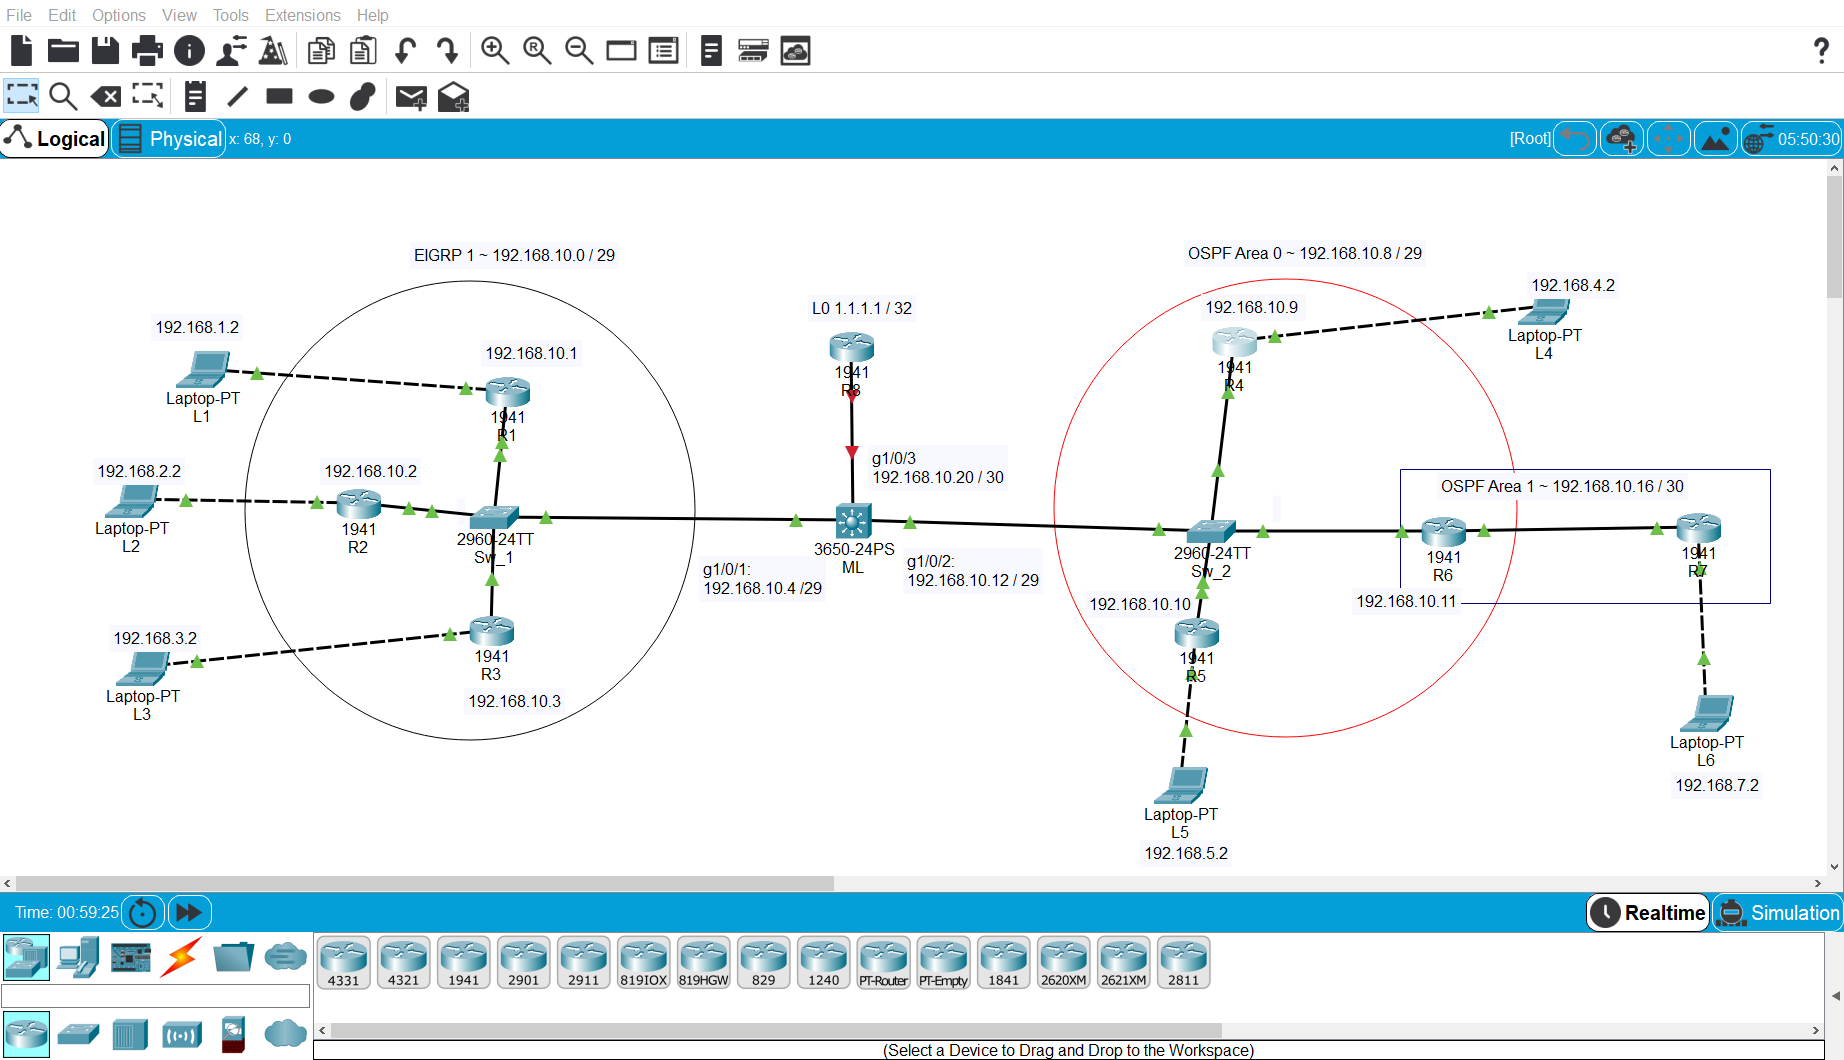 File Edit Options View Tools Extensions Help
Logical
Physical
x: 68, y: 0
[Root]
05:50:30
EIGRP 1 ~ 192.168.10.0 / 29
OSPF Area 0 ~ 192.168.10.8 / 29
L0 1.1.1.1 / 32
192.168.4.2
192.168.10.9
Laptop-PT
L4
192.168.1.2
192.168.10.1
1941
R8
1941
R4
Laptop-PT
L1
1941
R1
192.168.2.2
192.168.10.2
g1/0/3
192.168.10.20 / 30
OSPF Area 1 ~ 192.168.10.16 / 30
Laptop-PT
L2
1941
R2
2960-24TT
Sw_1
3650-24PS
ML
g1/0/1:
192.168.10.4 /29
g1/0/2:
192.168.10.12 / 29
2960-24TT
Sw_2
1941
R6
1941
R7
192.168.10.10
192.168.10.11
192.168.3.2
Laptop-PT
L3
1941
R3
192.168.10.3
1941
R5
Laptop-PT
L6
192.168.7.2
Laptop-PT
L5
192.168.5.2
Time: 00:59:25
Realtime
Simulation
4331 4321 1941 2901 2911 819IOX 819HGW 829 1240 PT-Router PT-Empty 1841 2620XM 2621XM 2811
(Select a Device to Drag and Drop to the Workspace)